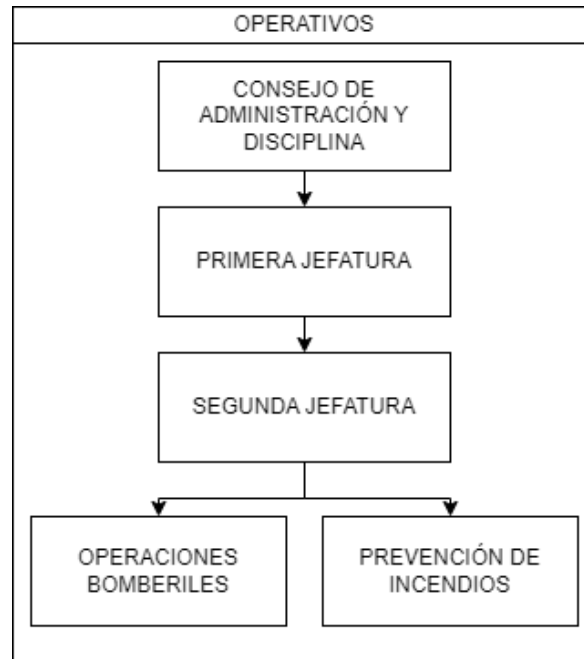 OPERATIVOS
CONSEJO DE
ADMINISTRACIÓN Y
DISCIPLINA
PRIMERA JEFATURA
SEGUNDA JEFATURA
OPERACIONES
BOMBERILES
PREVENCIÓN DE
INCENDIOS